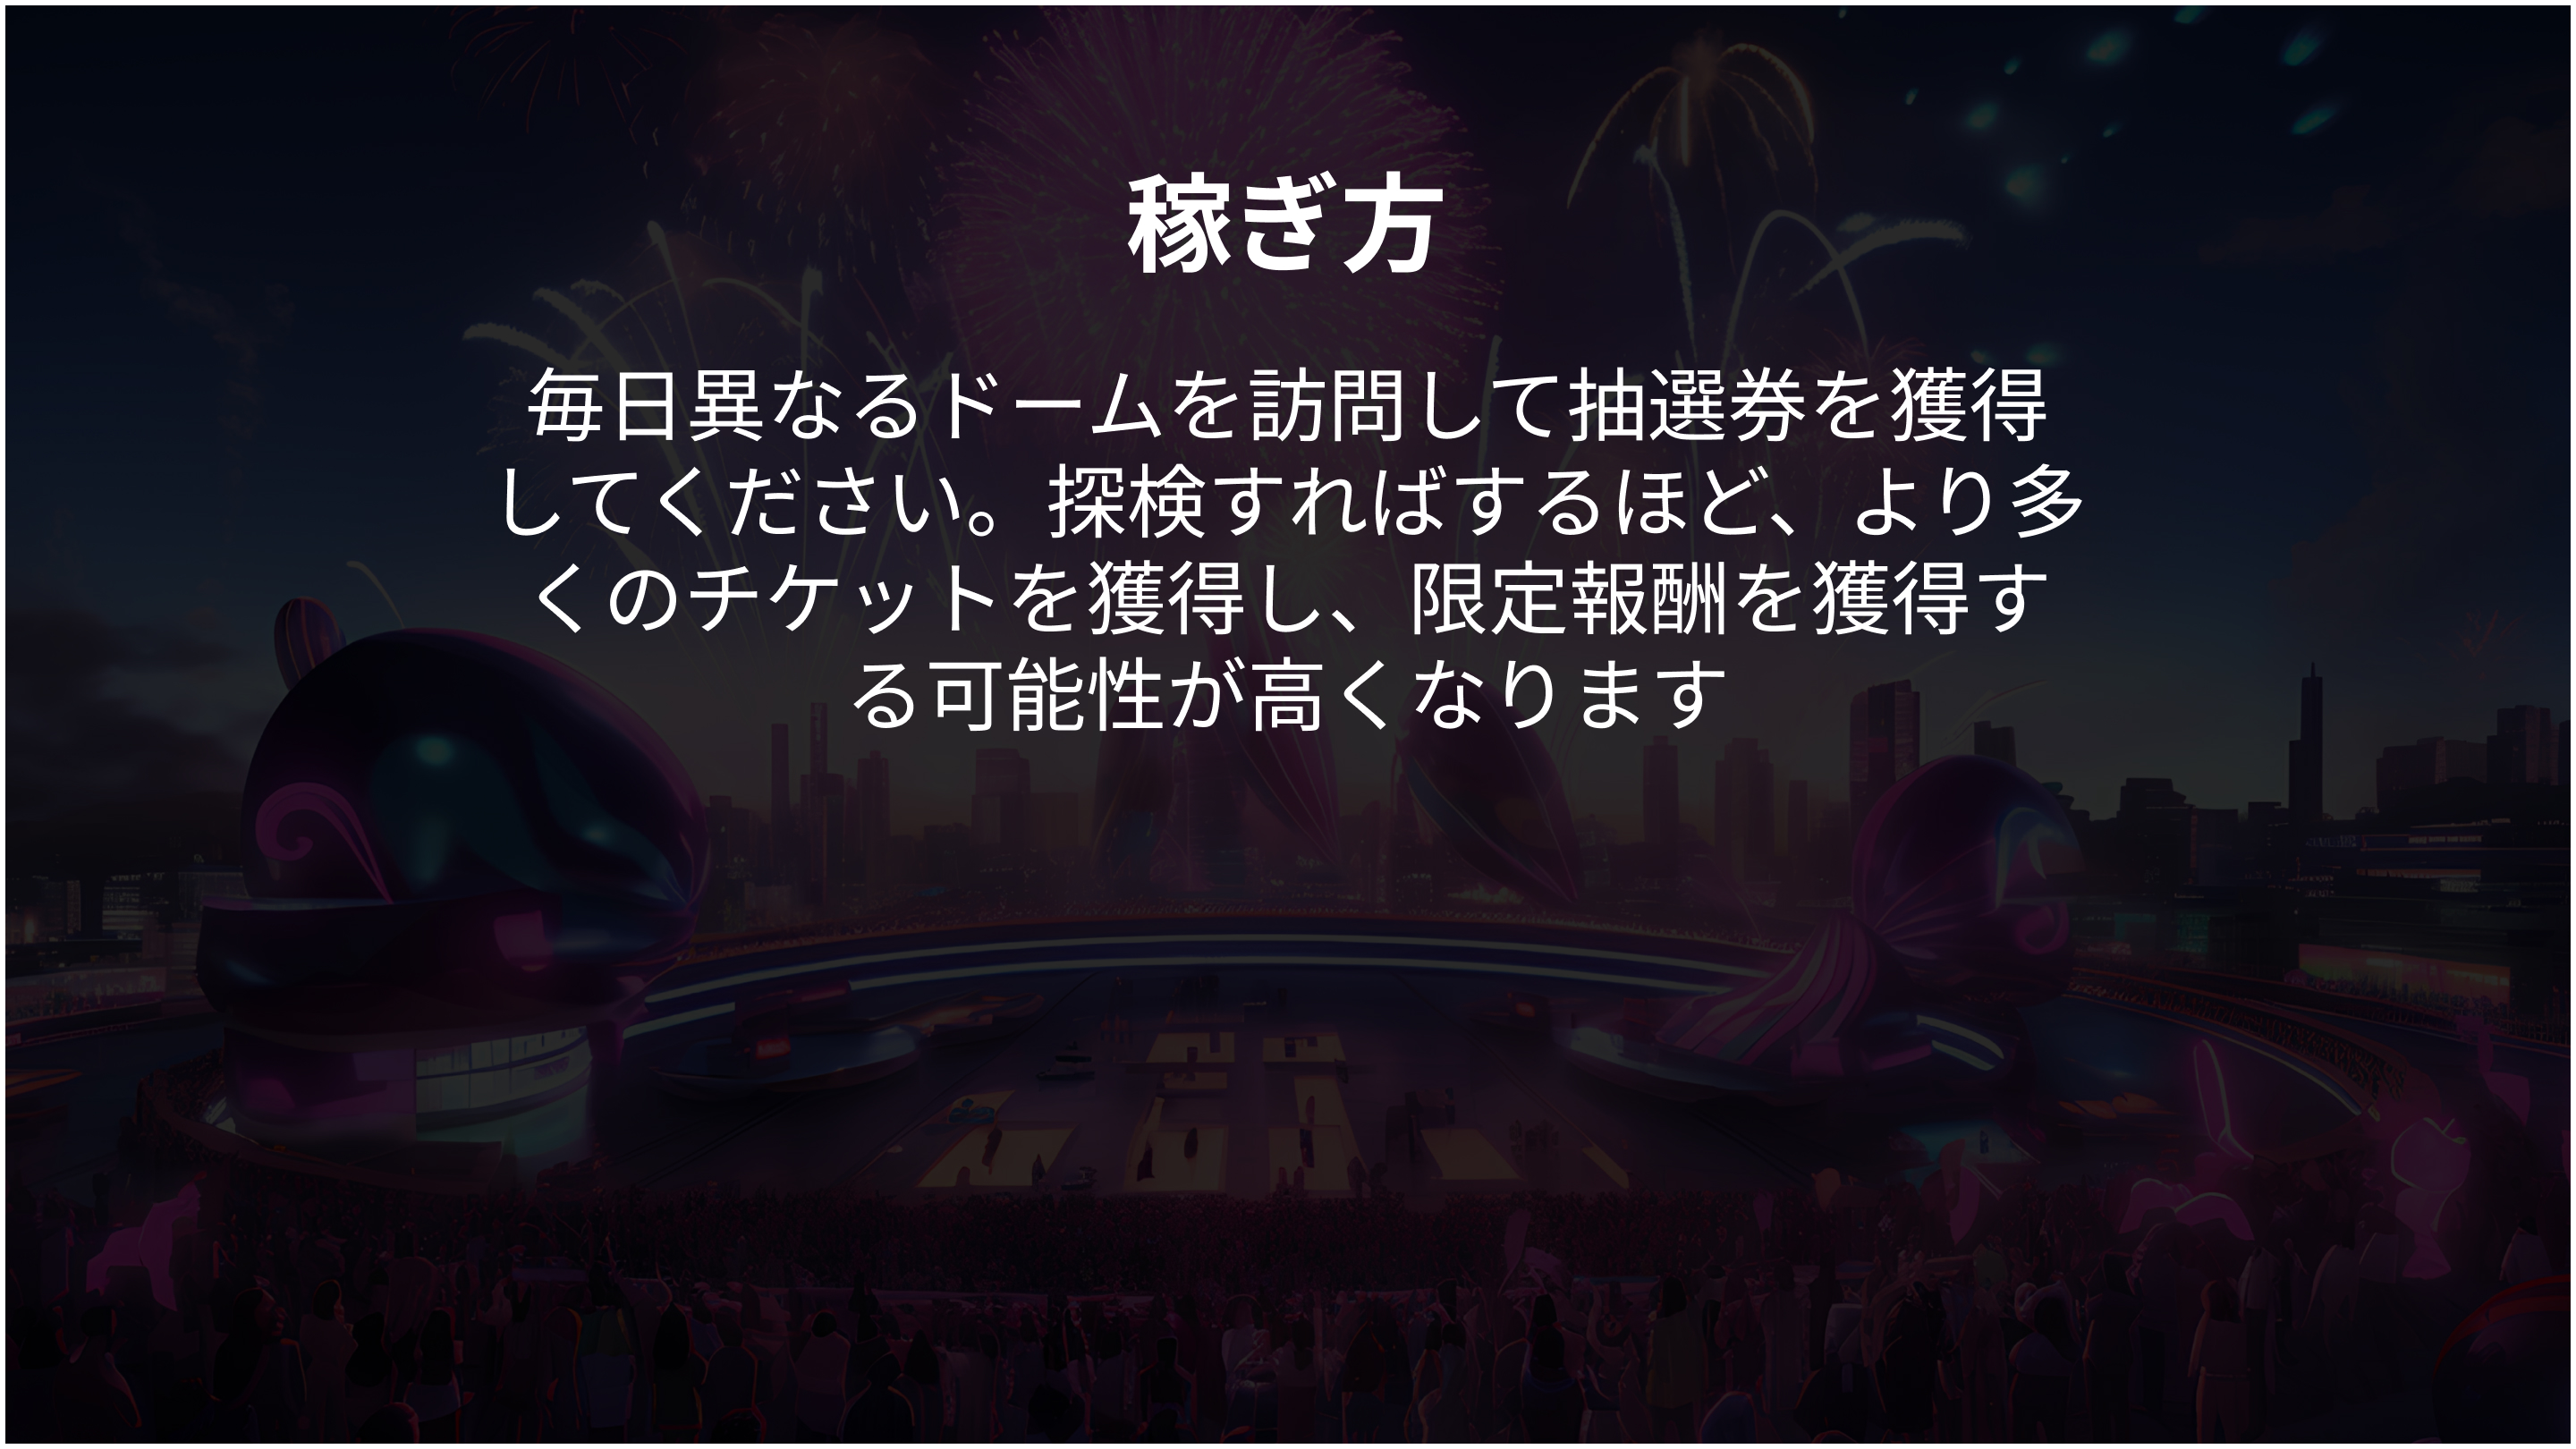 稼ぎ方
毎日異なるドームを訪問して抽選券を獲得
してください。探検すればするほど、より多
くのチケットを獲得し、限定報酬を獲得す
る可能性が高くなります